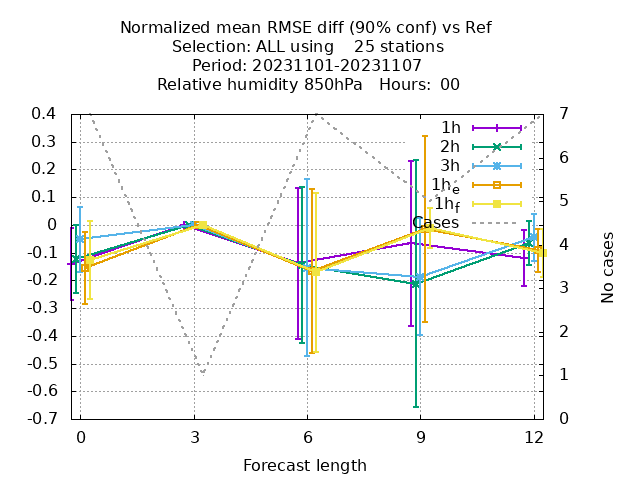 Normalized mean RMSE diff (90% conf) vs Ref
Selection: ALL using    25 stations
Period: 20231101-20231107
Relative humidity 850hPa   Hours:  00
0.4
0.3
0.2
0.1
0
-0.1
-0.2
-0.3
-0.4
-0.5
-0.6
-0.7
7
6
5
4
3
2
1
0
1h
2h
3h
1he
1hf
Cases
No cases
0 3 6 9 12
Forecast length